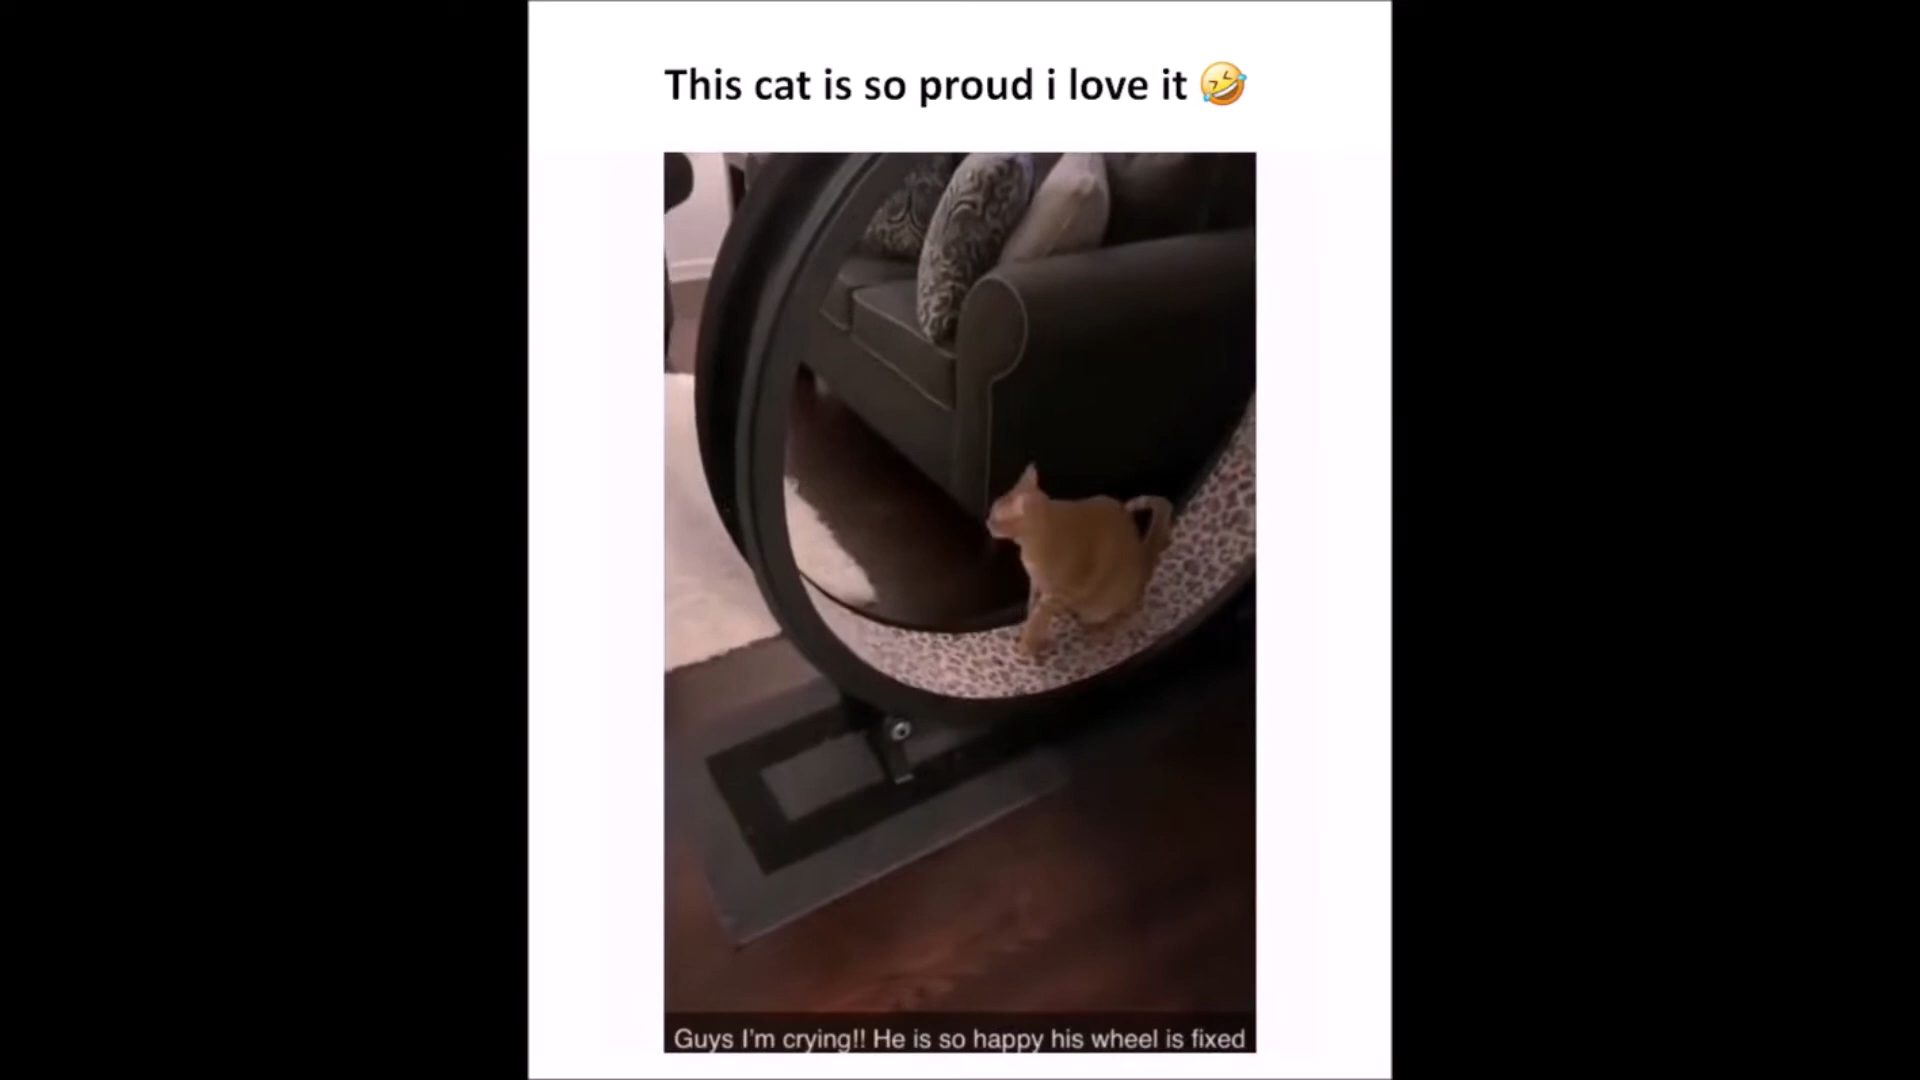 This cat is so proud i love it 🤣
Guys I'm crying!! He is so happy his wheel is fixed